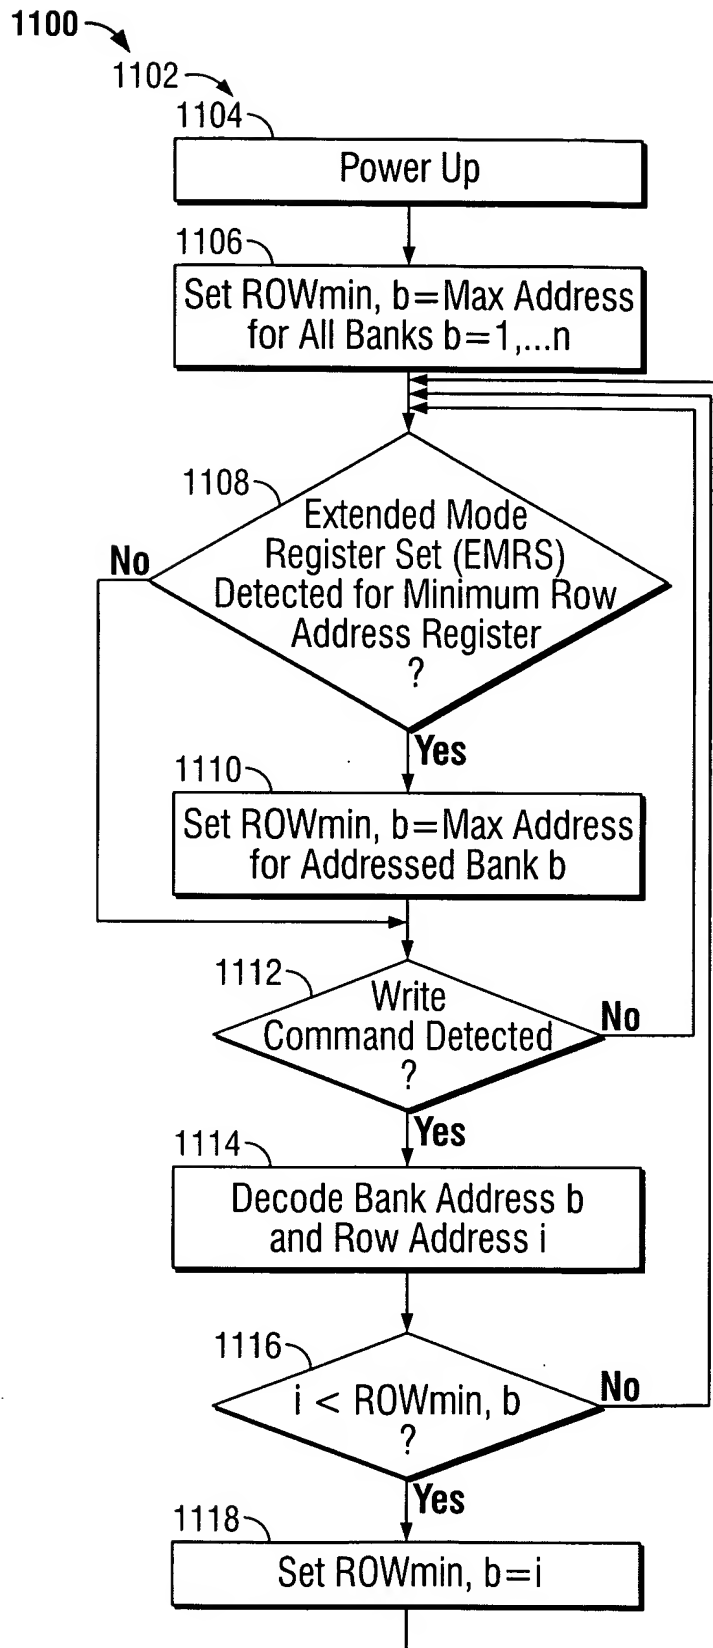 1100
1102
1104
Power Up
1106
Set ROWmin, b=Max Address
for All Banks b=1,...n
1108
Extended Mode
Register Set (EMRS)
Detected for Minimum Row
Address Register
?
No
Yes
1110
Set ROWmin, b=Max Address
for Addressed Bank b
1112
Write
Command Detected
?
No
Yes
1114
Decode Bank Address b
and Row Address i
1116
i < ROWmin, b
?
No
Yes
1118
Set ROWmin, b=i